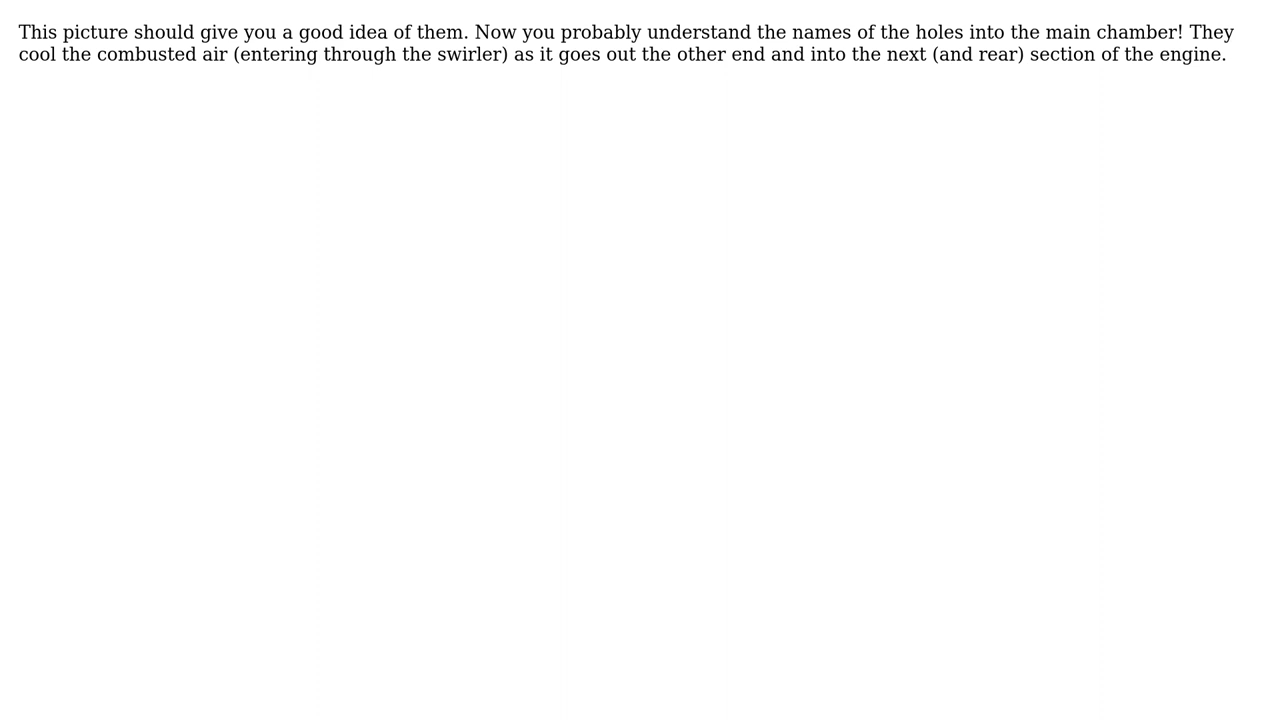 This picture should give you a good idea of them. Now you probably understand the names of the holes into the main chamber! They
cool the combusted air (entering through the swirler) as it goes out the other end and into the next (and rear) section of the engine.